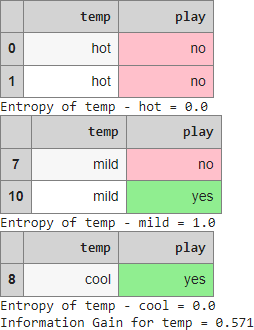 temp play
0 hot no
1 hot no
Entropy of temp - hot = 0.0
temp play
7 mild no
10 mild yes
Entropy of temp - mild = 1.0
temp play
8 cool yes
Entropy of temp - cool = 0.0
Information Gain for temp = 0.571